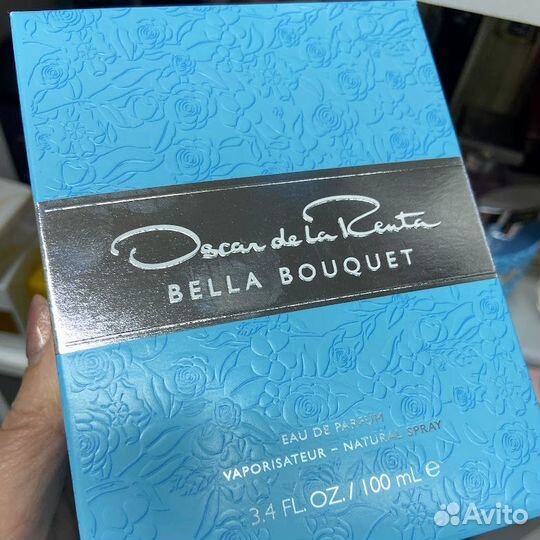 Oscar de la Renta
BELLA BOUQUET
EAU DE PARFUM
VAPORISATEUR – NATURAL SPRAY
3.4 FL. OZ. / 100 mL ℮
Avito